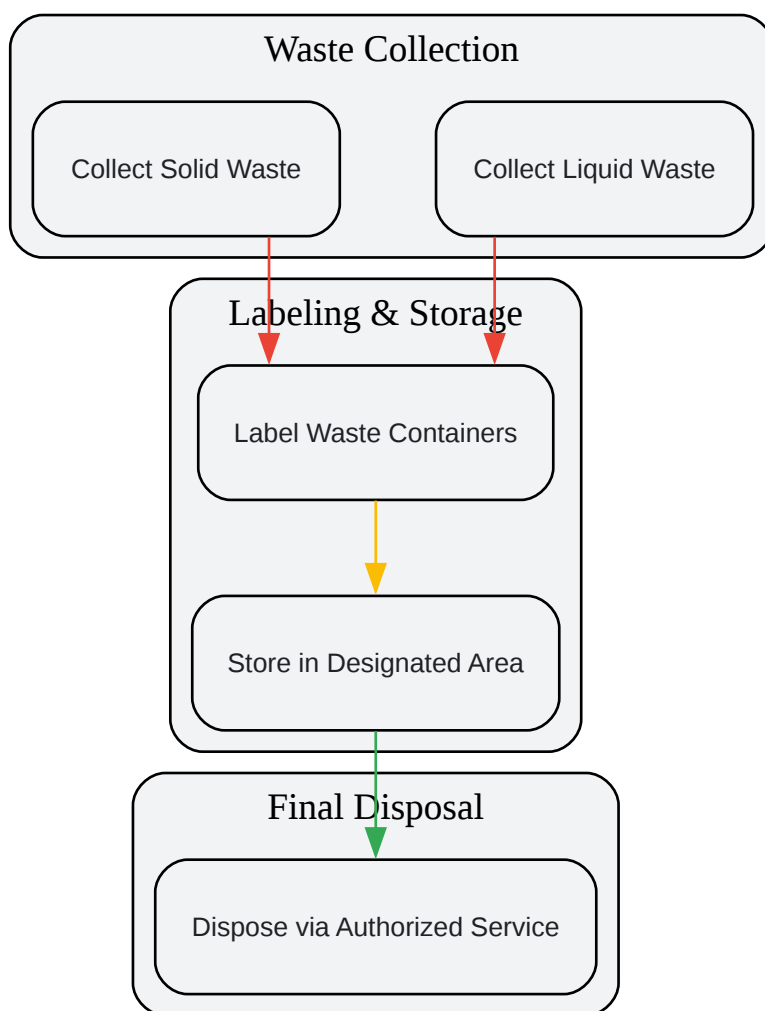 Waste Collection
Collect Solid Waste
Collect Liquid Waste
Labeling & Storage
Label Waste Containers
Store in Designated Area
Final Disposal
Dispose via Authorized Service